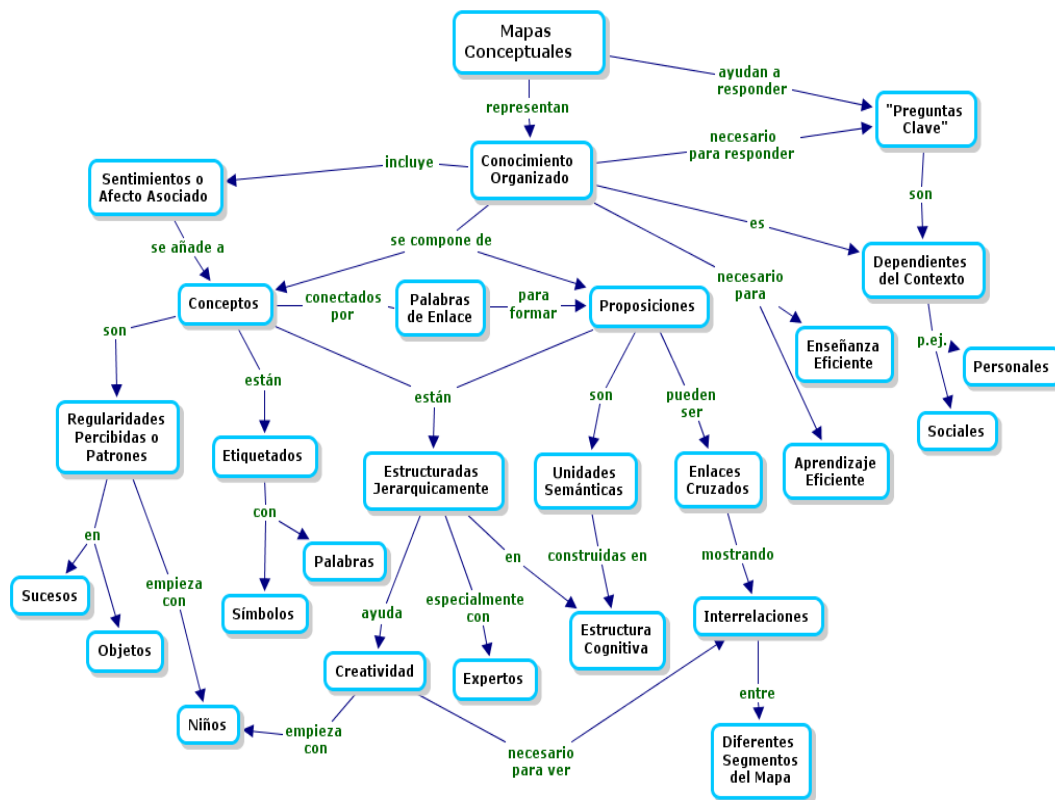 Mapas
Conceptuales
ayudan a
responder
representan
"Preguntas
Clave"
necesario
para responder
Conocimiento
Organizado
incluye
Sentimientos o
Afecto Asociado
son
es
se añade a
se compone de
Dependientes
del Contexto
necesario
para
Conceptos
conectados
por
Palabras
de Enlace
para
formar
Proposiciones
son
Enseñanza
Eficiente
p.ej.
Personales
están
están
son
pueden
ser
Regularidades
Percibidas o
Patrones
Sociales
Etiquetados
Estructuradas
Jerarquicamente
Unidades
Semánticas
Enlaces
Cruzados
Aprendizaje
Eficiente
con
en
en
construidas en
mostrando
Palabras
Sucesos
empieza
con
Símbolos
ayuda
especialmente
con
Estructura
Cognitiva
Interrelaciones
Objetos
Creatividad
Expertos
entre
Niños
empieza
con
necesario
para ver
Diferentes
Segmentos
del Mapa